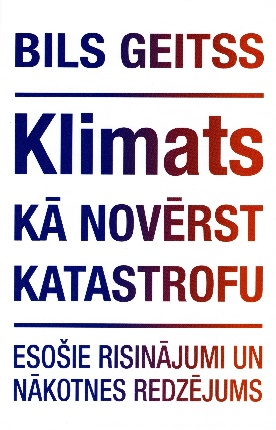 BILS GEITSS
Klimats
KĀ NOVĒRST
KATASTROFU
ESOŠIE RISINĀJUMI UN
NĀKOTNES REDZĒJUMS